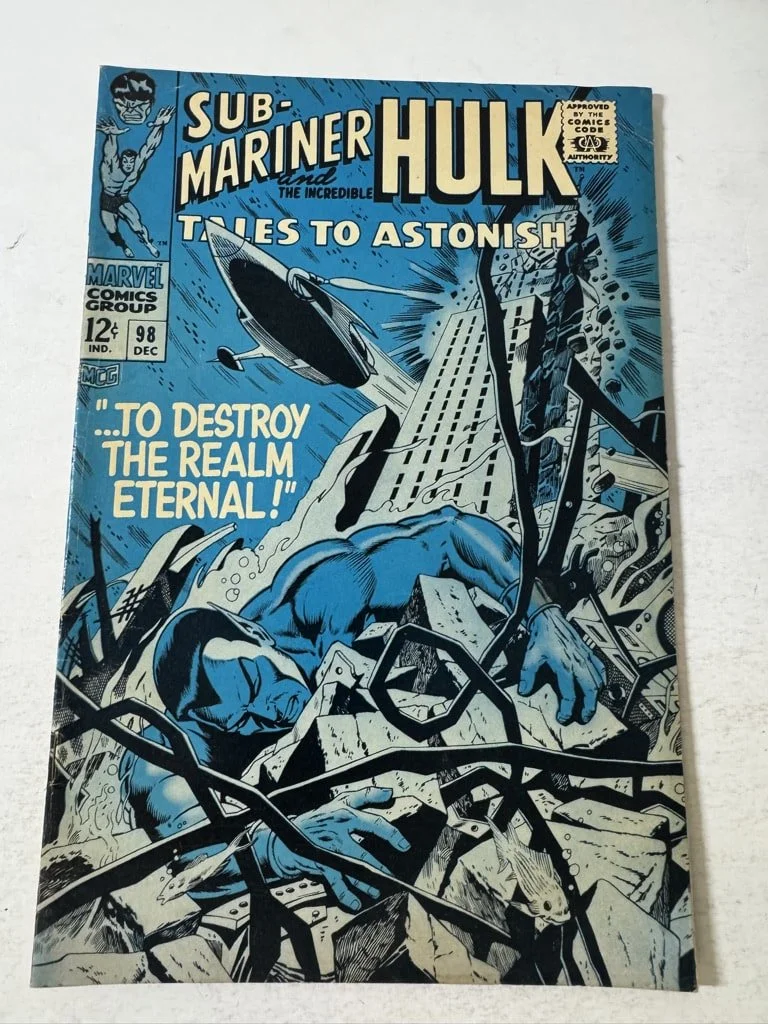 SUB-
MARINER
and
THE INCREDIBLE
HULK
TM
APPROVED
BY THE
COMICS
CODE
CA
AUTHORITY
TALES TO ASTONISH
TM
MARVEL
COMICS
GROUP
12¢
IND.
98
DEC
MCG
"...TO DESTROY
THE REALM
ETERNAL!"